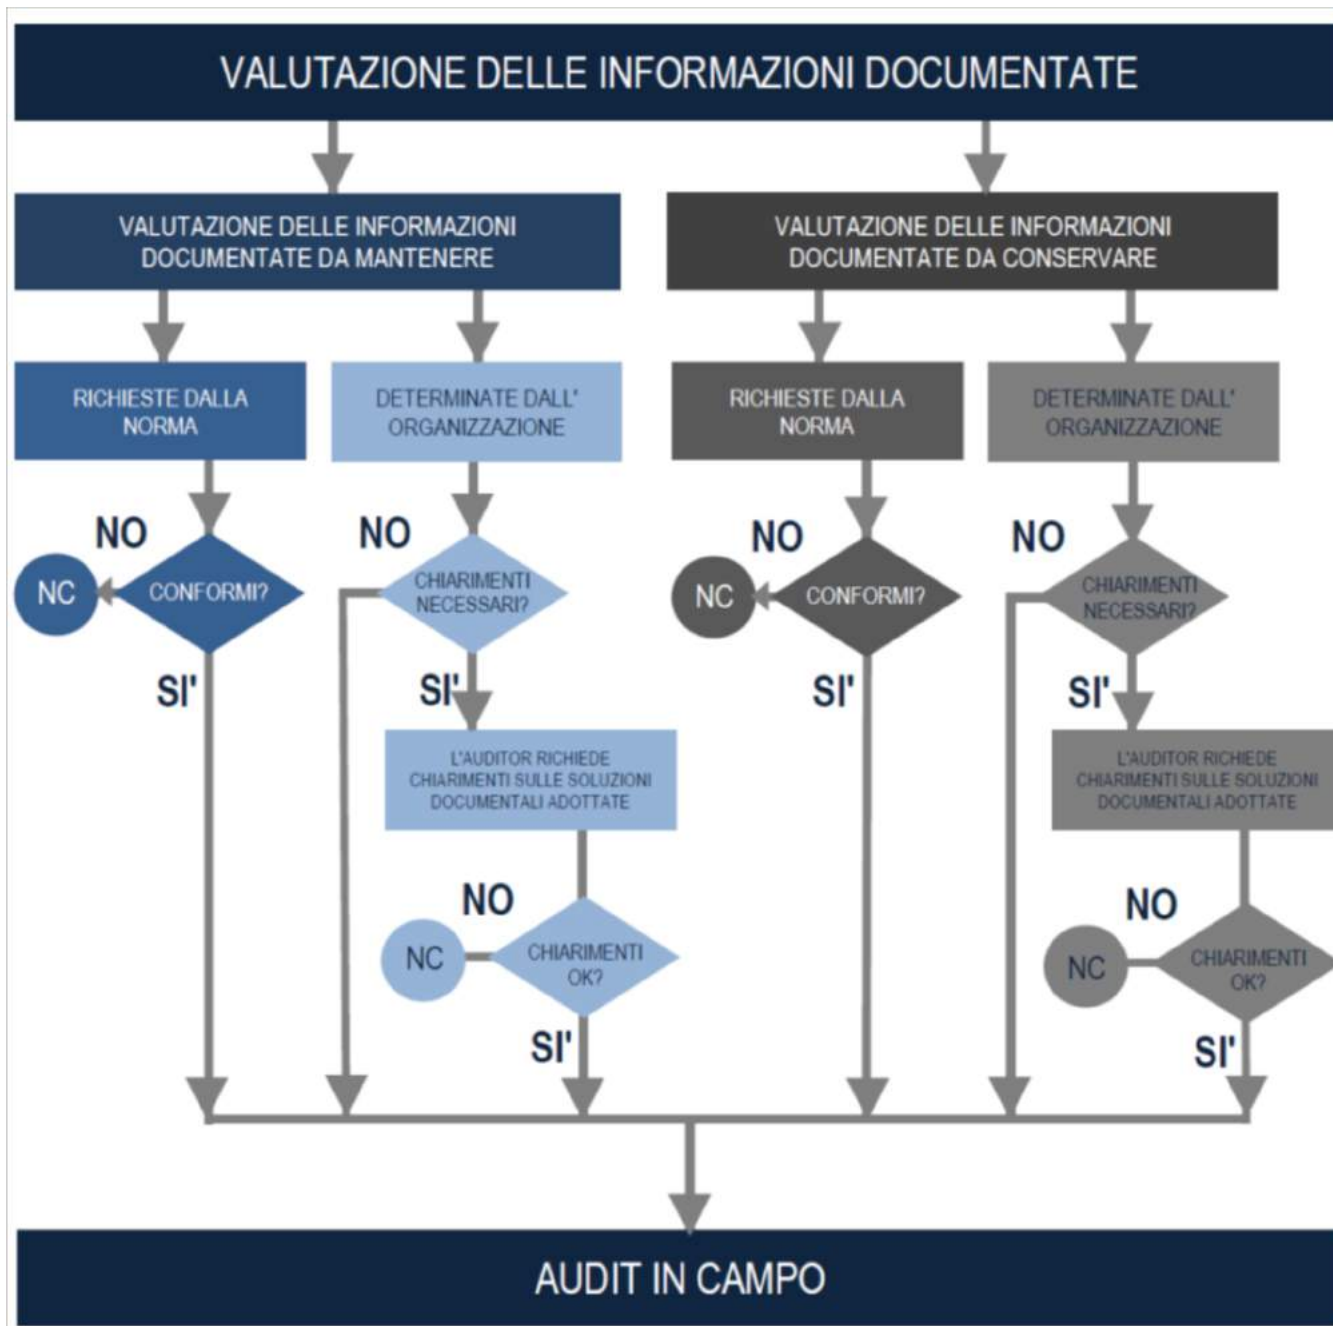 VALUTAZIONE DELLE INFORMAZIONI DOCUMENTATE
VALUTAZIONE DELLE INFORMAZIONI
DOCUMENTATE DA MANTENERE
VALUTAZIONE DELLE INFORMAZIONI
DOCUMENTATE DA CONSERVARE
RICHIESTE DALLA
NORMA
DETERMINATE DALL'
ORGANIZZAZIONE
RICHIESTE DALLA
NORMA
DETERMINATE DALL'
ORGANIZZAZIONE
NO
NC
CONFORMI?
SI'
NO
CHIARIMENTI
NECESSARI?
SI'
NO
NC
CONFORMI?
SI'
NO
CHIARIMENTI
NECESSARI?
SI'
L'AUDITOR RICHIEDE
CHIARIMENTI SULLE SOLUZIONI
DOCUMENTALI ADOTTATE
L'AUDITOR RICHIEDE
CHIARIMENTI SULLE SOLUZIONI
DOCUMENTALI ADOTTATE
NO
NC
CHIARIMENTI
OK?
SI'
NO
NC
CHIARIMENTI
OK?
SI'
AUDIT IN CAMPO